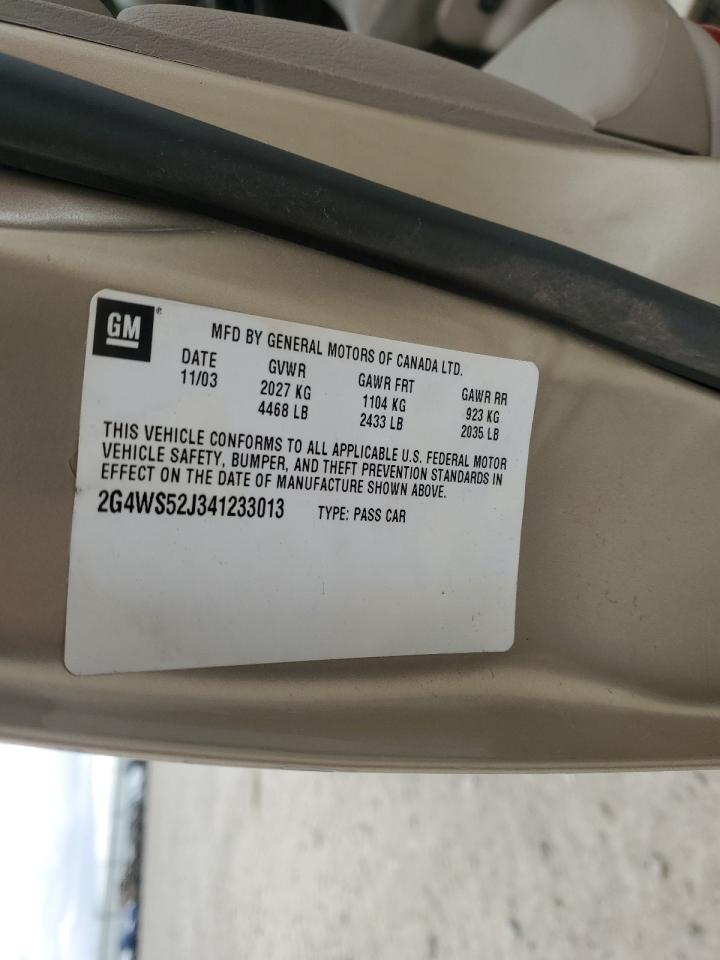 GM®
MFD BY GENERAL MOTORS OF CANADA LTD.
DATE GVWR GAWR FRT GAWR RR
11/03 2027 KG 1104 KG 923 KG
4468 LB 2433 LB 2035 LB
THIS VEHICLE CONFORMS TO ALL APPLICABLE U.S. FEDERAL MOTOR
VEHICLE SAFETY, BUMPER, AND THEFT PREVENTION STANDARDS IN
EFFECT ON THE DATE OF MANUFACTURE SHOWN ABOVE.
2G4WS52J341233013 TYPE: PASS CAR